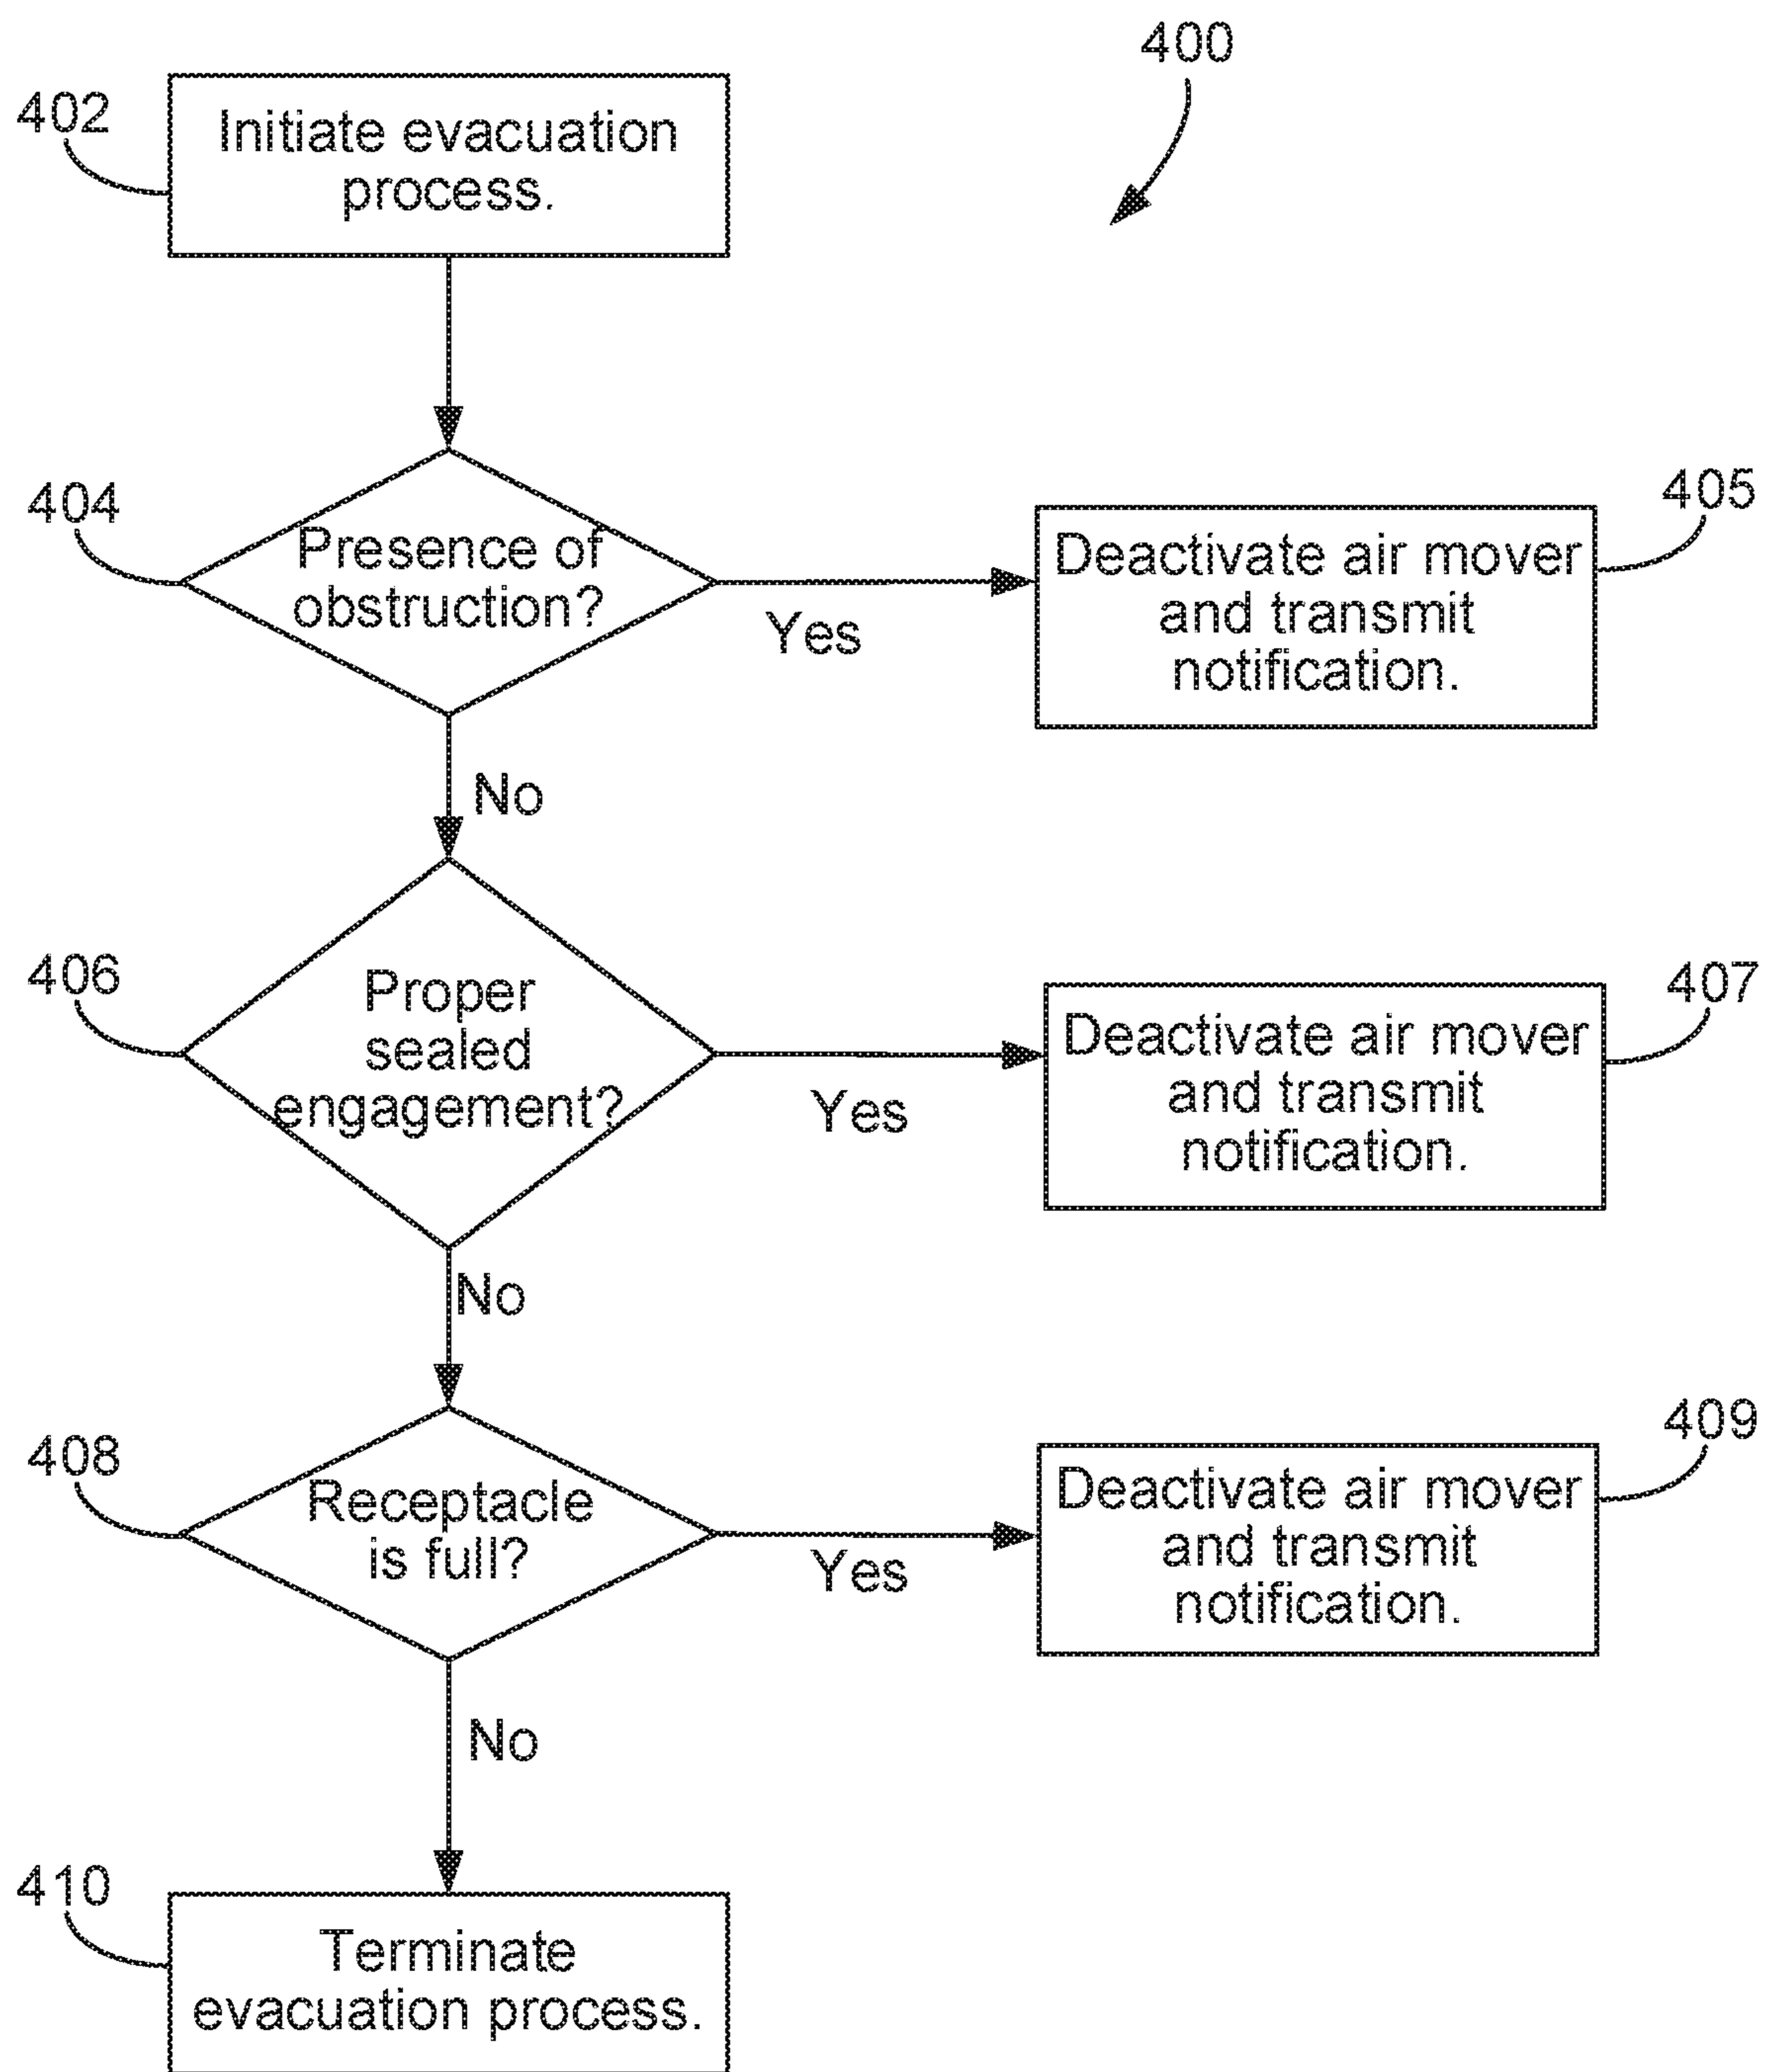 400
402
Initiate evacuation
process.
404
Presence of
obstruction?
Yes
405
Deactivate air mover
and transmit
notification.
No
406
Proper
sealed
engagement?
Yes
407
Deactivate air mover
and transmit
notification.
No
408
Receptacle
is full?
Yes
409
Deactivate air mover
and transmit
notification.
No
410
Terminate
evacuation process.